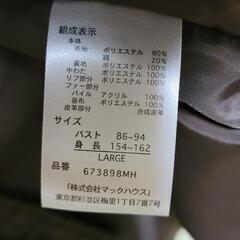 組成表示
本体
表地 ポリエステル 80%
綿 20%
裏地 ポリエステル 100%
中わた ポリエステル 100%
リブ部分 ポリエステル 100%
ファー部分
パイル アクリル 100%
基布 ポリエステル 100%
皮革部分 合成皮革
サイズ
バスト 86~94
身長 154~162
LARGE
品番 673898MH
「株式会社マックハウス」
東京都杉並区梅里1丁目7番7号